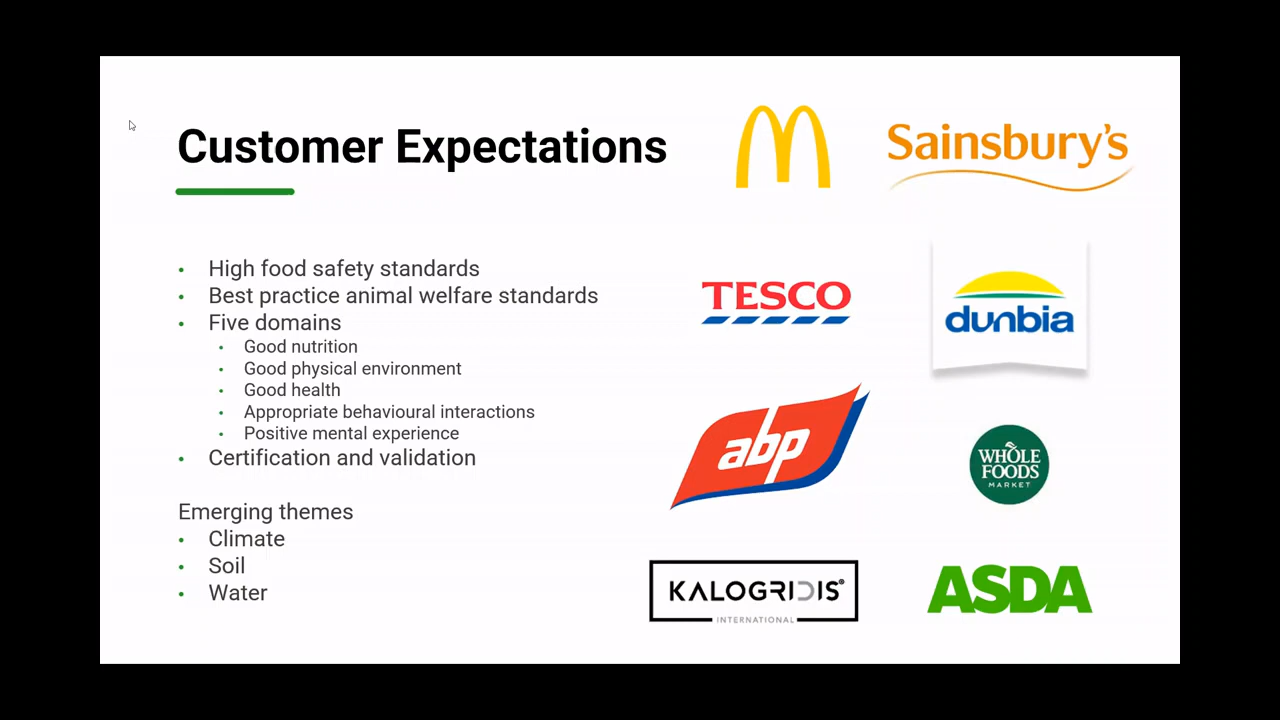 Customer Expectations
• High food safety standards
• Best practice animal welfare standards
• Five domains
• Good nutrition
• Good physical environment
• Good health
• Appropriate behavioural interactions
• Positive mental experience
• Certification and validation
Emerging themes
• Climate
• Soil
• Water
M
Sainsbury's
TESCO
dunbia
abp
WHOLE
FOODS
MARKET
KALOGRIDIS®
INTERNATIONAL
ASDA